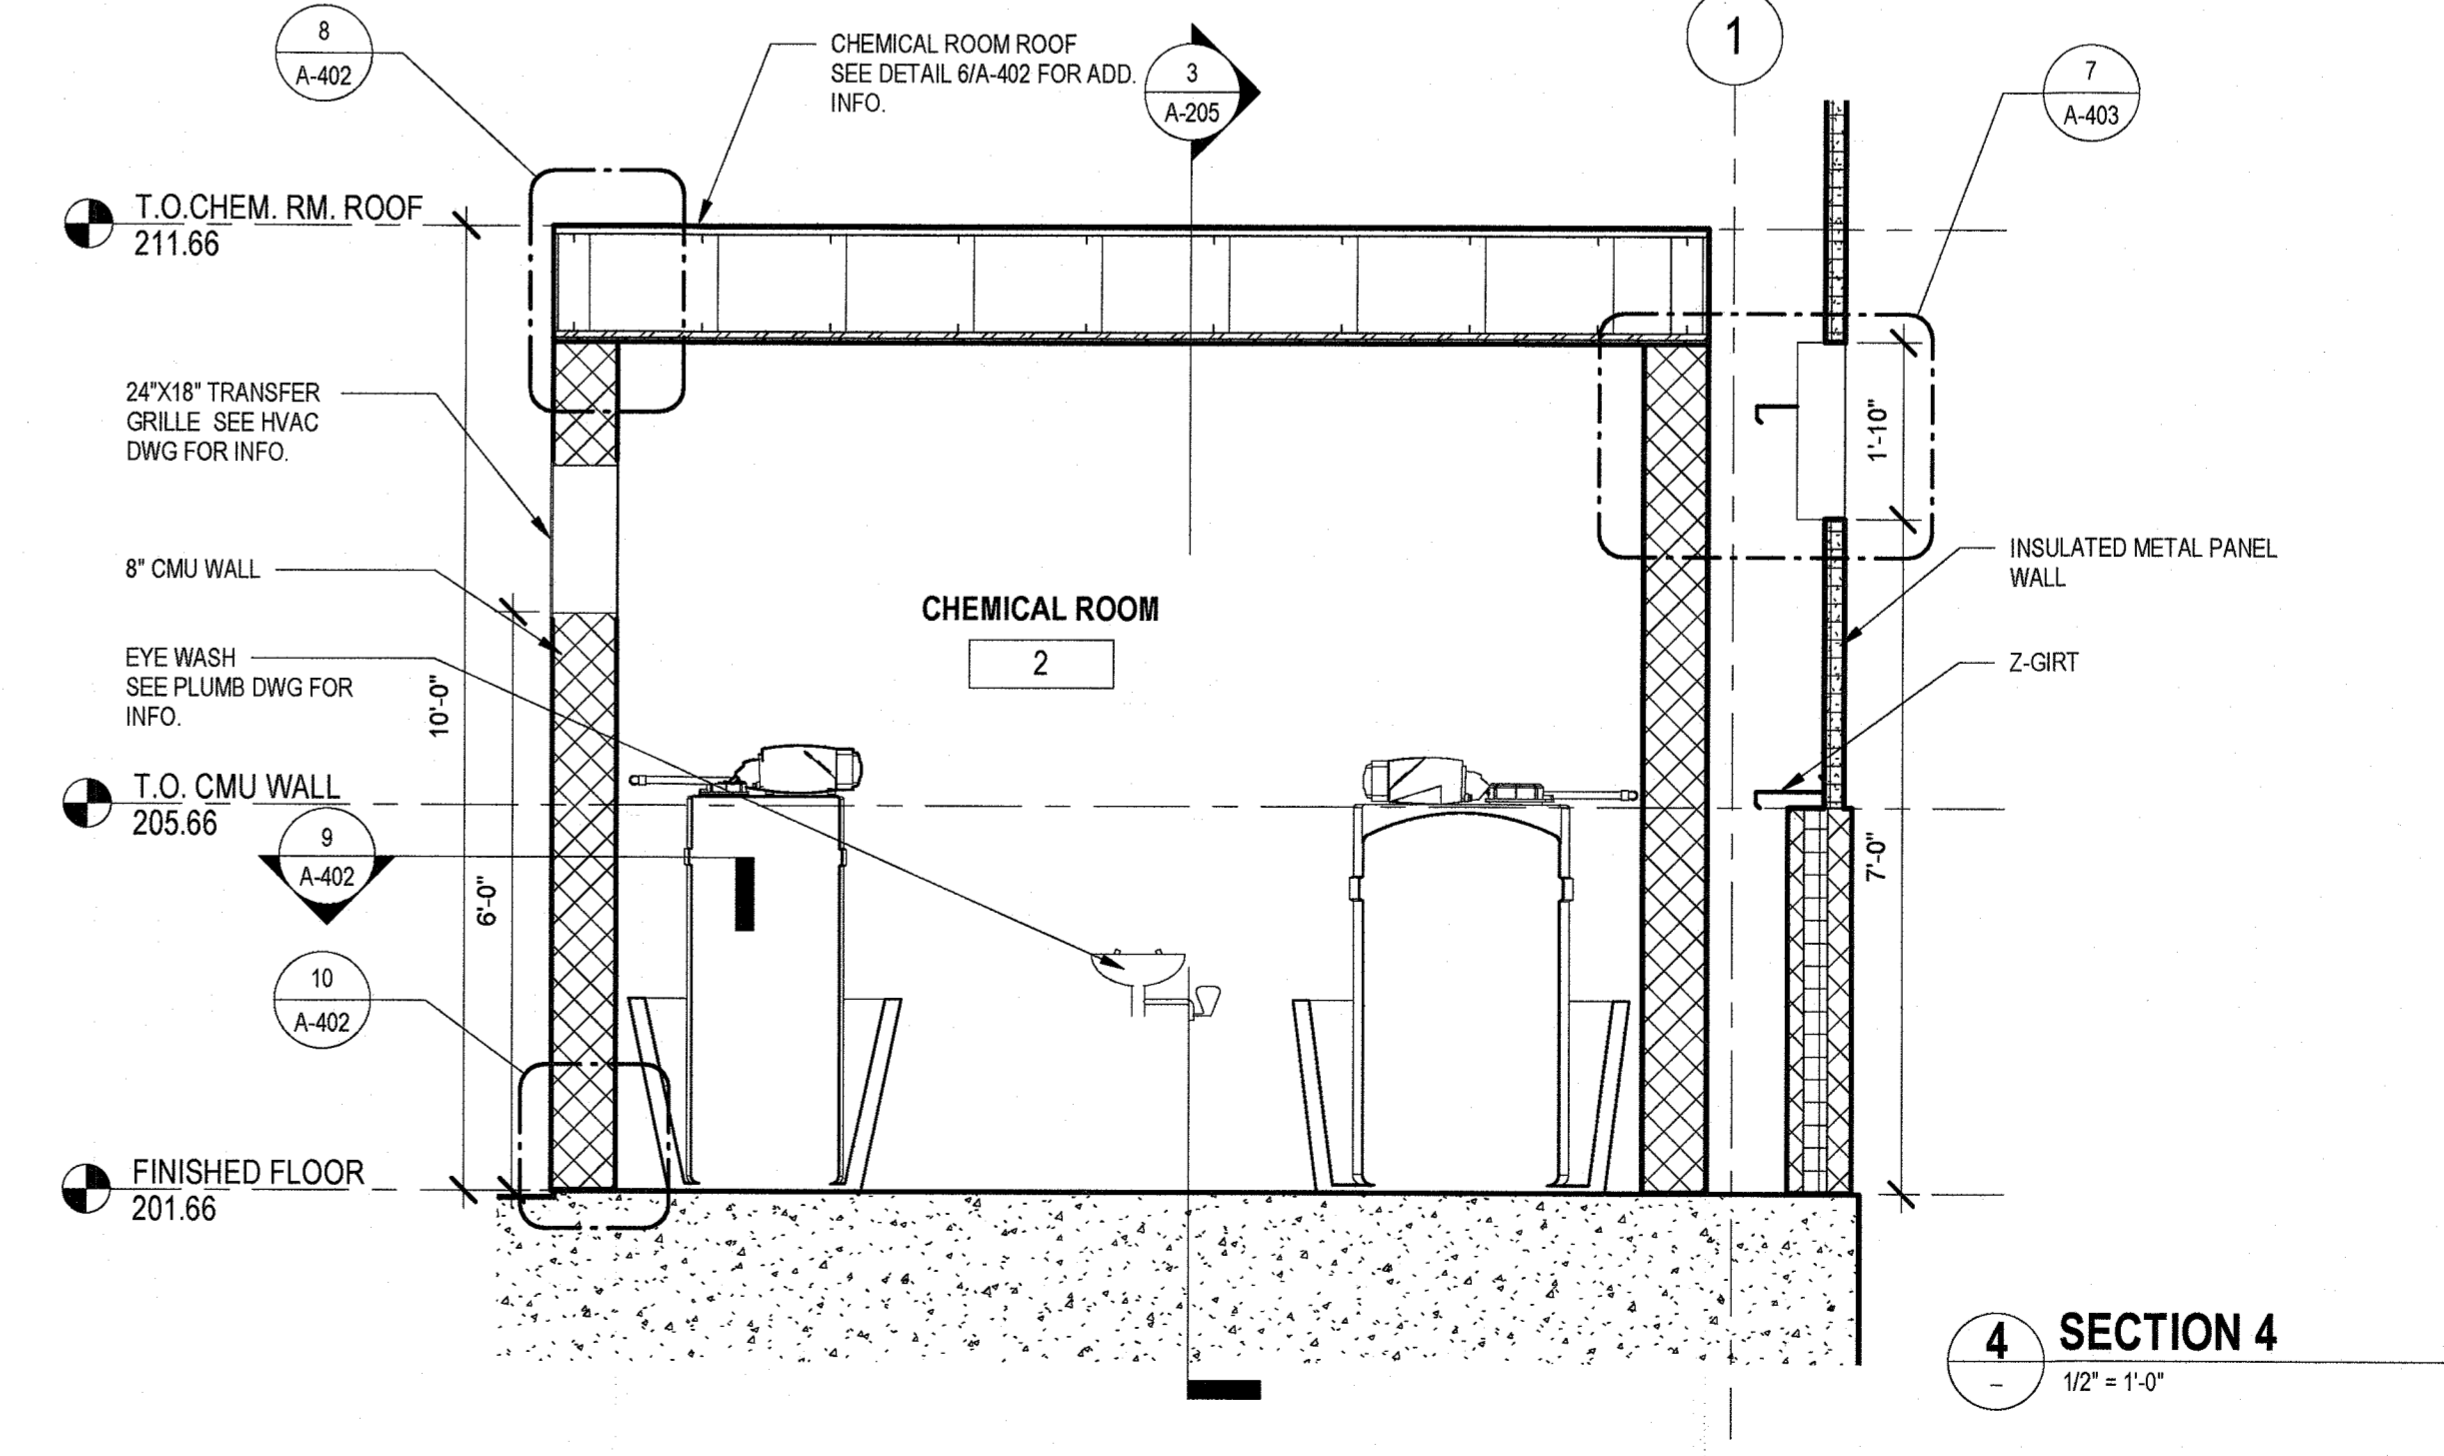 8
A-402
CHEMICAL ROOM ROOF
SEE DETAIL 6/A-402 FOR ADD.
INFO.
3
A-205
1
7
A-403
T.O.CHEM. RM. ROOF
211.66
24"X18" TRANSFER
GRILLE SEE HVAC
DWG FOR INFO.
1'-10"
8" CMU WALL
INSULATED METAL PANEL
WALL
CHEMICAL ROOM
2
EYE WASH
SEE PLUMB DWG FOR
INFO.
10'-0"
Z-GIRT
T.O. CMU WALL
205.66
9
A-402
6'-0"
7'-0"
10
A-402
FINISHED FLOOR
201.66
4
–
SECTION 4
1/2" = 1'-0"